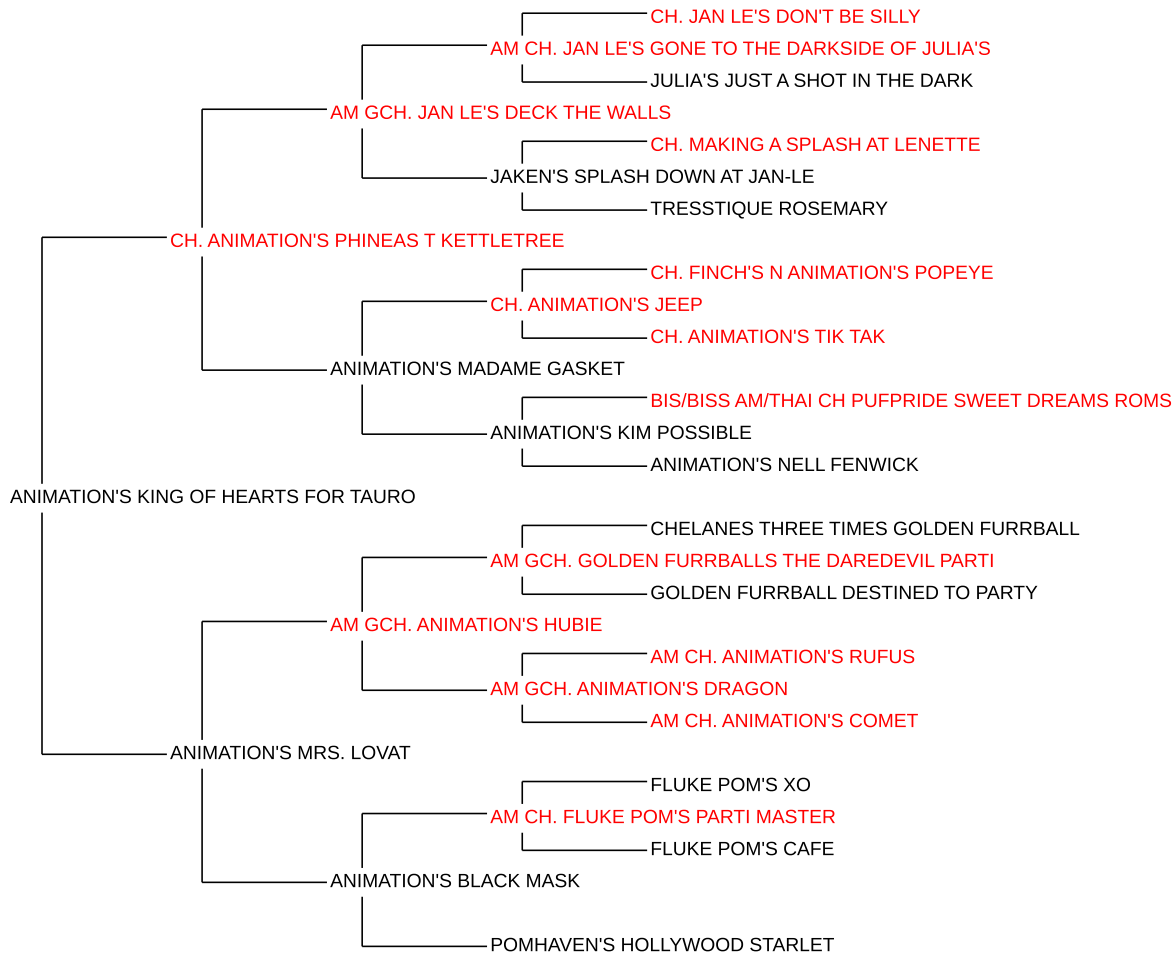 CH. JAN LE'S DON'T BE SILLY
AM CH. JAN LE'S GONE TO THE DARKSIDE OF JULIA'S
JULIA'S JUST A SHOT IN THE DARK
AM GCH. JAN LE'S DECK THE WALLS
CH. MAKING A SPLASH AT LENETTE
JAKEN'S SPLASH DOWN AT JAN-LE
TRESSTIQUE ROSEMARY
CH. ANIMATION'S PHINEAS T KETTLETREE
CH. FINCH'S N ANIMATION'S POPEYE
CH. ANIMATION'S JEEP
CH. ANIMATION'S TIK TAK
ANIMATION'S MADAME GASKET
BIS/BISS AM/THAI CH PUFPRIDE SWEET DREAMS ROMS
ANIMATION'S KIM POSSIBLE
ANIMATION'S NELL FENWICK
ANIMATION'S KING OF HEARTS FOR TAURO
CHELANES THREE TIMES GOLDEN FURRBALL
AM GCH. GOLDEN FURRBALLS THE DAREDEVIL PARTI
GOLDEN FURRBALL DESTINED TO PARTY
AM GCH. ANIMATION'S HUBIE
AM CH. ANIMATION'S RUFUS
AM GCH. ANIMATION'S DRAGON
AM CH. ANIMATION'S COMET
ANIMATION'S MRS. LOVAT
FLUKE POM'S XO
AM CH. FLUKE POM'S PARTI MASTER
FLUKE POM'S CAFE
ANIMATION'S BLACK MASK
POMHAVEN'S HOLLYWOOD STARLET